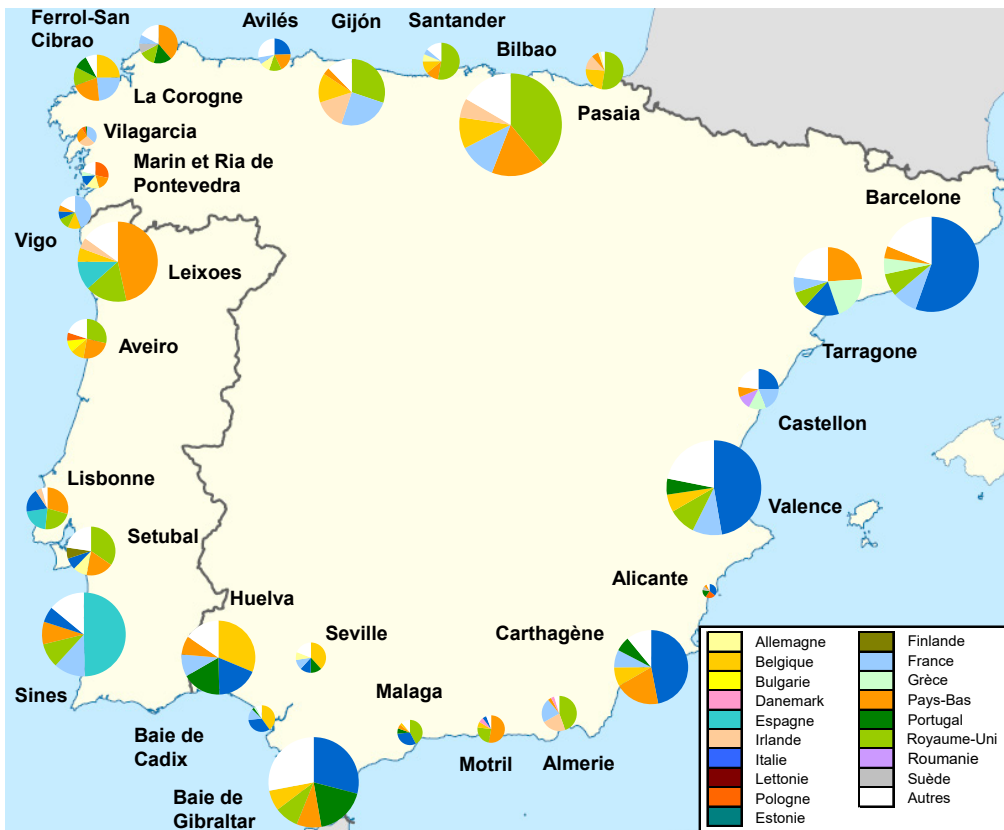 Ferrol-San
Cibrao
Avilés
Gijón
Santander
Bilbao
La Corogne
Pasaia
Vilagarcia
Marin et Ria de
Pontevedra
Barcelone
Vigo
Leixoes
Aveiro
Tarragone
Castellon
Lisbonne
Valence
Setubal
Alicante
Huelva
Seville
Carthagène
Sines
Malaga
Baie de
Cadix
Motril
Almerie
Baie de
Gibraltar
Allemagne
Belgique
Bulgarie
Danemark
Espagne
Irlande
Italie
Lettonie
Pologne
Estonie
Finlande
France
Grèce
Pays-Bas
Portugal
Royaume-Uni
Roumanie
Suède
Autres